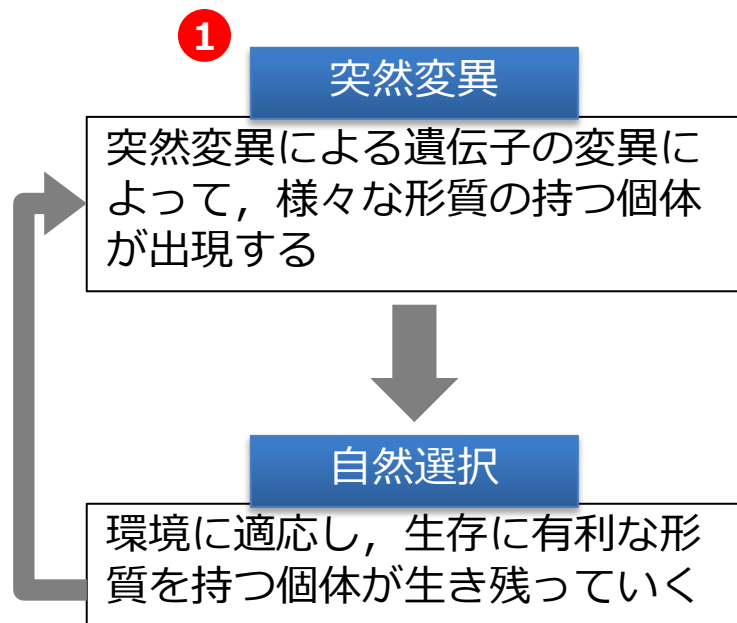 1
突然変異
突然変異による遺伝子の変異に
よって，様々な形質の持つ個体
が出現する
自然選択
環境に適応し，生存に有利な形
質を持つ個体が生き残っていく